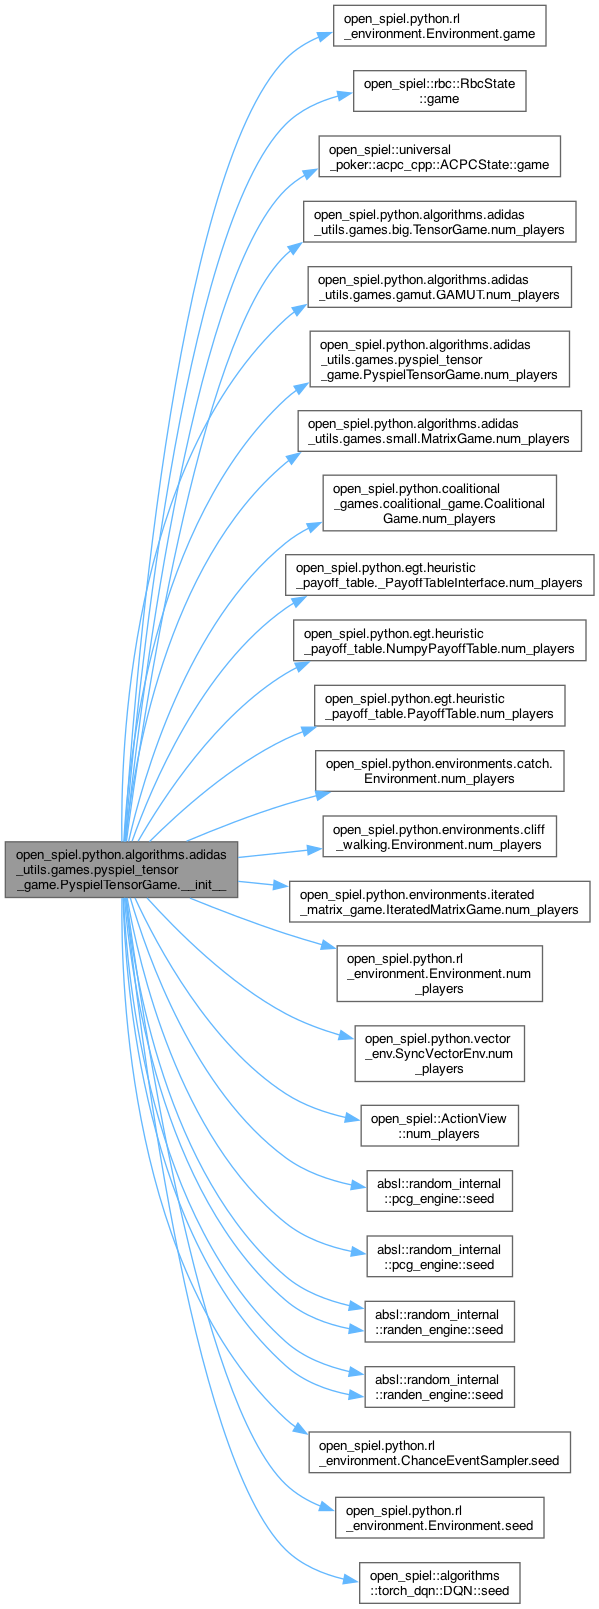 open_spiel.python.rl
_environment.Environment.game
open_spiel::rbc::RbcState
::game
open_spiel::universal
_poker::acpc_cpp::ACPCState::game
open_spiel.python.algorithms.adidas
_utils.games.big.TensorGame.num_players
open_spiel.python.algorithms.adidas
_utils.games.gamut.GAMUT.num_players
open_spiel.python.algorithms.adidas
_utils.games.pyspiel_tensor
_game.PyspielTensorGame.num_players
open_spiel.python.algorithms.adidas
_utils.games.small.MatrixGame.num_players
open_spiel.python.coalitional
_games.coalitional_game.Coalitional
Game.num_players
open_spiel.python.egt.heuristic
_payoff_table._PayoffTableInterface.num_players
open_spiel.python.egt.heuristic
_payoff_table.NumpyPayoffTable.num_players
open_spiel.python.egt.heuristic
_payoff_table.PayoffTable.num_players
open_spiel.python.environments.catch.
Environment.num_players
open_spiel.python.algorithms.adidas
_utils.games.pyspiel_tensor
_game.PyspielTensorGame.__init__
open_spiel.python.environments.cliff
_walking.Environment.num_players
open_spiel.python.environments.iterated
_matrix_game.IteratedMatrixGame.num_players
open_spiel.python.rl
_environment.Environment.num
_players
open_spiel.python.vector
_env.SyncVectorEnv.num
_players
open_spiel::ActionView
::num_players
absl::random_internal
::pcg_engine::seed
absl::random_internal
::pcg_engine::seed
absl::random_internal
::randen_engine::seed
absl::random_internal
::randen_engine::seed
open_spiel.python.rl
_environment.ChanceEventSampler.seed
open_spiel.python.rl
_environment.Environment.seed
open_spiel::algorithms
::torch_dqn::DQN::seed